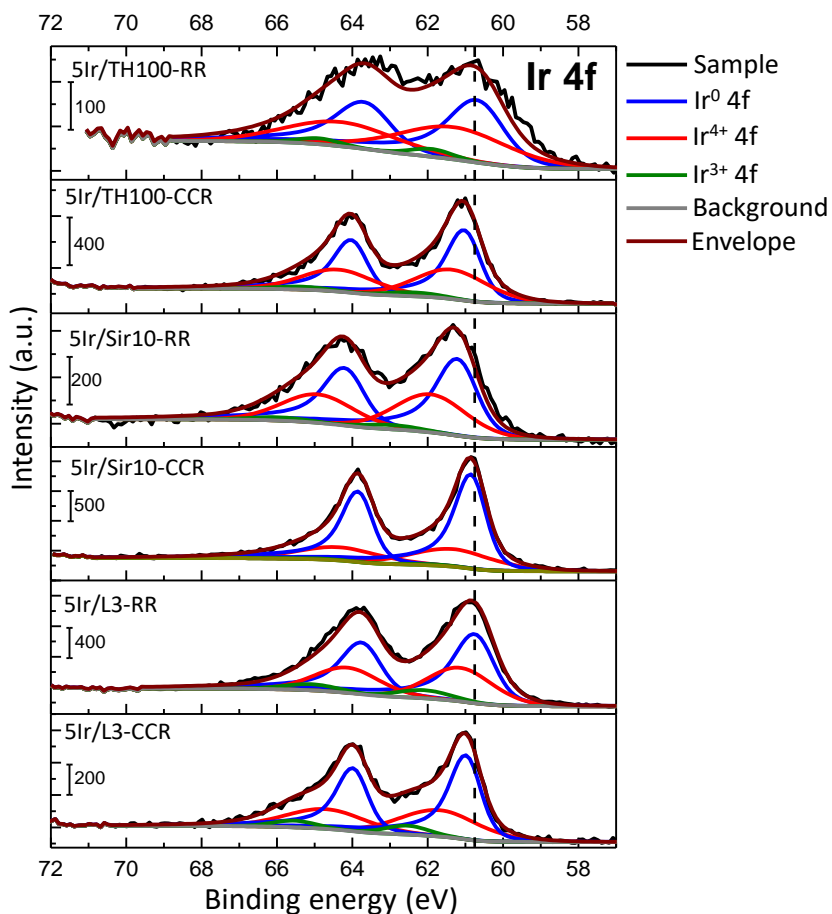 72 70 68 66 64 62 60 58
5Ir/TH100-RR
Ir 4f
100
Sample
Ir⁰ 4f
Ir⁴⁺ 4f
Ir³⁺ 4f
Background
Envelope
5Ir/TH100-CCR
400
5Ir/Sir10-RR
200
5Ir/Sir10-CCR
500
5Ir/L3-RR
400
5Ir/L3-CCR
200
Intensity (a.u.)
72 70 68 66 64 62 60 58
Binding energy (eV)